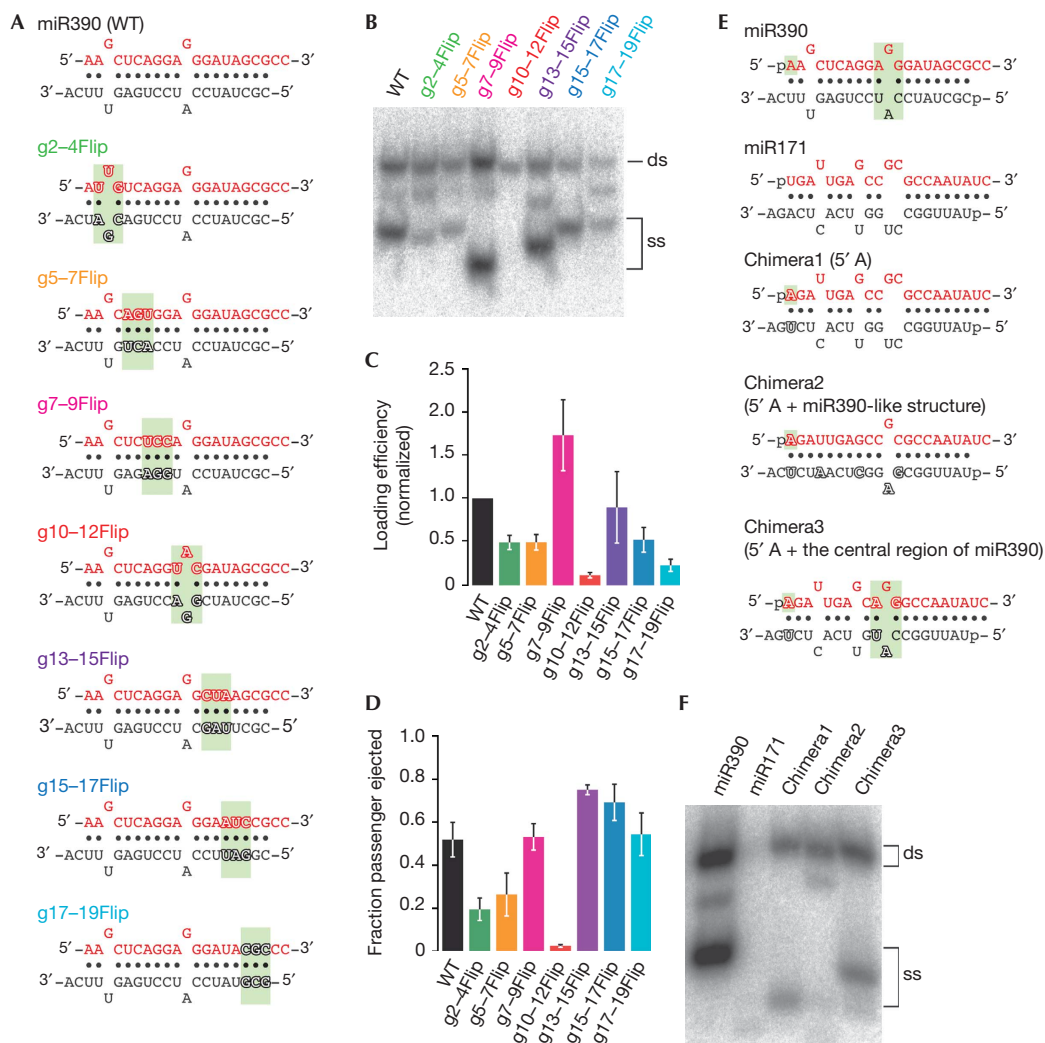 A
miR390 (WT)
G G
5′-AA CUCAGGA GGAUAGCGCC–3′
3′-ACUU GAGUCCU CCUAUCGC-5′
U A
g2–4Flip
U G
5′-AU GUCAGGA GGAUAGCGCC–3′
3′-ACUA CAGUCCU CCUAUCGC-5′
G A
g5–7Flip
G G
5′-AA CAGUGGA GGAUAGCGCC–3′
3′-ACUU GUCACCU CCUAUCGC-5′
U A
g7–9Flip
G G
5′-AA CUCUCCA GGAUAGCGCC–3′
3′-ACUU GAGAGGU CCUAUCGC-5′
U A
g10–12Flip
G A
5′-AA CUCAGGU CGAUAGCGCC–3′
3′-ACUU GAGUCCA GCUAUCGC-5′
U G
g13–15Flip
G G
5′-AA CUCAGGA GCUAAGCGCC–3′
3′-ACUU GAGUCCU CGAUUCGC-5′
U A
g15–17Flip
G G
5′-AA CUCAGGA GGAAUCCGCC–3′
3′-ACUU GAGUCCU CCUUAGGC-5′
U A
g17–19Flip
G G
5′-AA CUCAGGA GGAUACGCCC–3′
3′-ACUU GAGUCCU CCUAUGCG-5′
U A
B
WT g2–4Flip g5–7Flip g7–9Flip g10–12Flip g13–15Flip g15–17Flip g17–19Flip
ds
ss
C
Loading efficiency
(normalized)
2.5
2.0
1.5
1.0
0.5
0
WT g2–4Flip g5–7Flip g7–9Flip g10–12Flip g13–15Flip g15–17Flip g17–19Flip
D
Fraction passenger ejected
1.0
0.8
0.6
0.4
0.2
0
WT g2–4Flip g5–7Flip g7–9Flip g10–12Flip g13–15Flip g15–17Flip g17–19Flip
E
miR390
G G
5′-pAA CUCAGGA GGAUAGCGCC-3′
3′-ACUU GAGUCCU CCUAUCGCp-5′
U A
miR171
U G GC
5′-pUGA UGA CC GCCAAUAUC-3′
3′-AGACU ACU GG CGGUUAUp-5′
C U UC
Chimera1 (5′ A)
U G GC
5′-pAGA UGA CC GCCAAUAUC-3′
3′-AGUCU ACU GG CGGUUAUp-5′
C U UC
Chimera2
(5′ A + miR390-like structure)
G
5′-pAGAUUGAGCC CGCCAAUAUC-3′
3′-ACUCUAACUCGG GCGGUUAUp-5′
A
Chimera3
(5′ A + the central region of miR390)
U G G
5′-pAGA UGA CA GGCCAAUAUC-3′
3′-AGUCU ACU GU CCGGUUAUp-5′
C U A
F
miR390 miR171 Chimera1 Chimera2 Chimera3
ds
ss